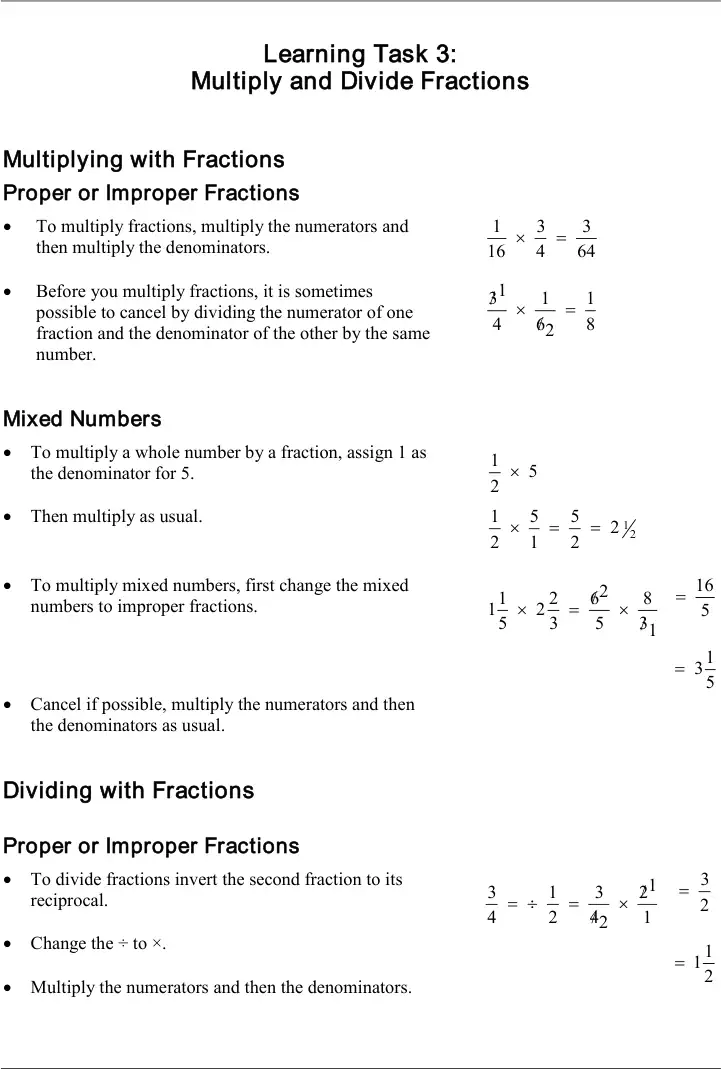 Learning Task 3:
Multiply and Divide Fractions
Multiplying with Fractions
Proper or Improper Fractions
• To multiply fractions, multiply the numerators and
then multiply the denominators.
1/16 × 3/4 = 3/64
• Before you multiply fractions, it is sometimes
possible to cancel by dividing the numerator of one
fraction and the denominator of the other by the same
number.
3̸ 1/4 × 1/6̸ 2 = 1/8
Mixed Numbers
• To multiply a whole number by a fraction, assign 1 as
the denominator for 5.
1/2 × 5
• Then multiply as usual.
1/2 × 5/1 = 5/2 = 2 1/2
• To multiply mixed numbers, first change the mixed
numbers to improper fractions.
1 1/5 × 2 2/3 = 6̸ 2/5 × 8/3̸ 1 = 16/5
= 3 1/5
• Cancel if possible, multiply the numerators and then
the denominators as usual.
Dividing with Fractions
Proper or Improper Fractions
• To divide fractions invert the second fraction to its
reciprocal.
3/4 = ÷ 1/2 = 3/4̸ 2 × 2̸ 1/1 = 3/2
• Change the ÷ to ×.
= 1 1/2
• Multiply the numerators and then the denominators.